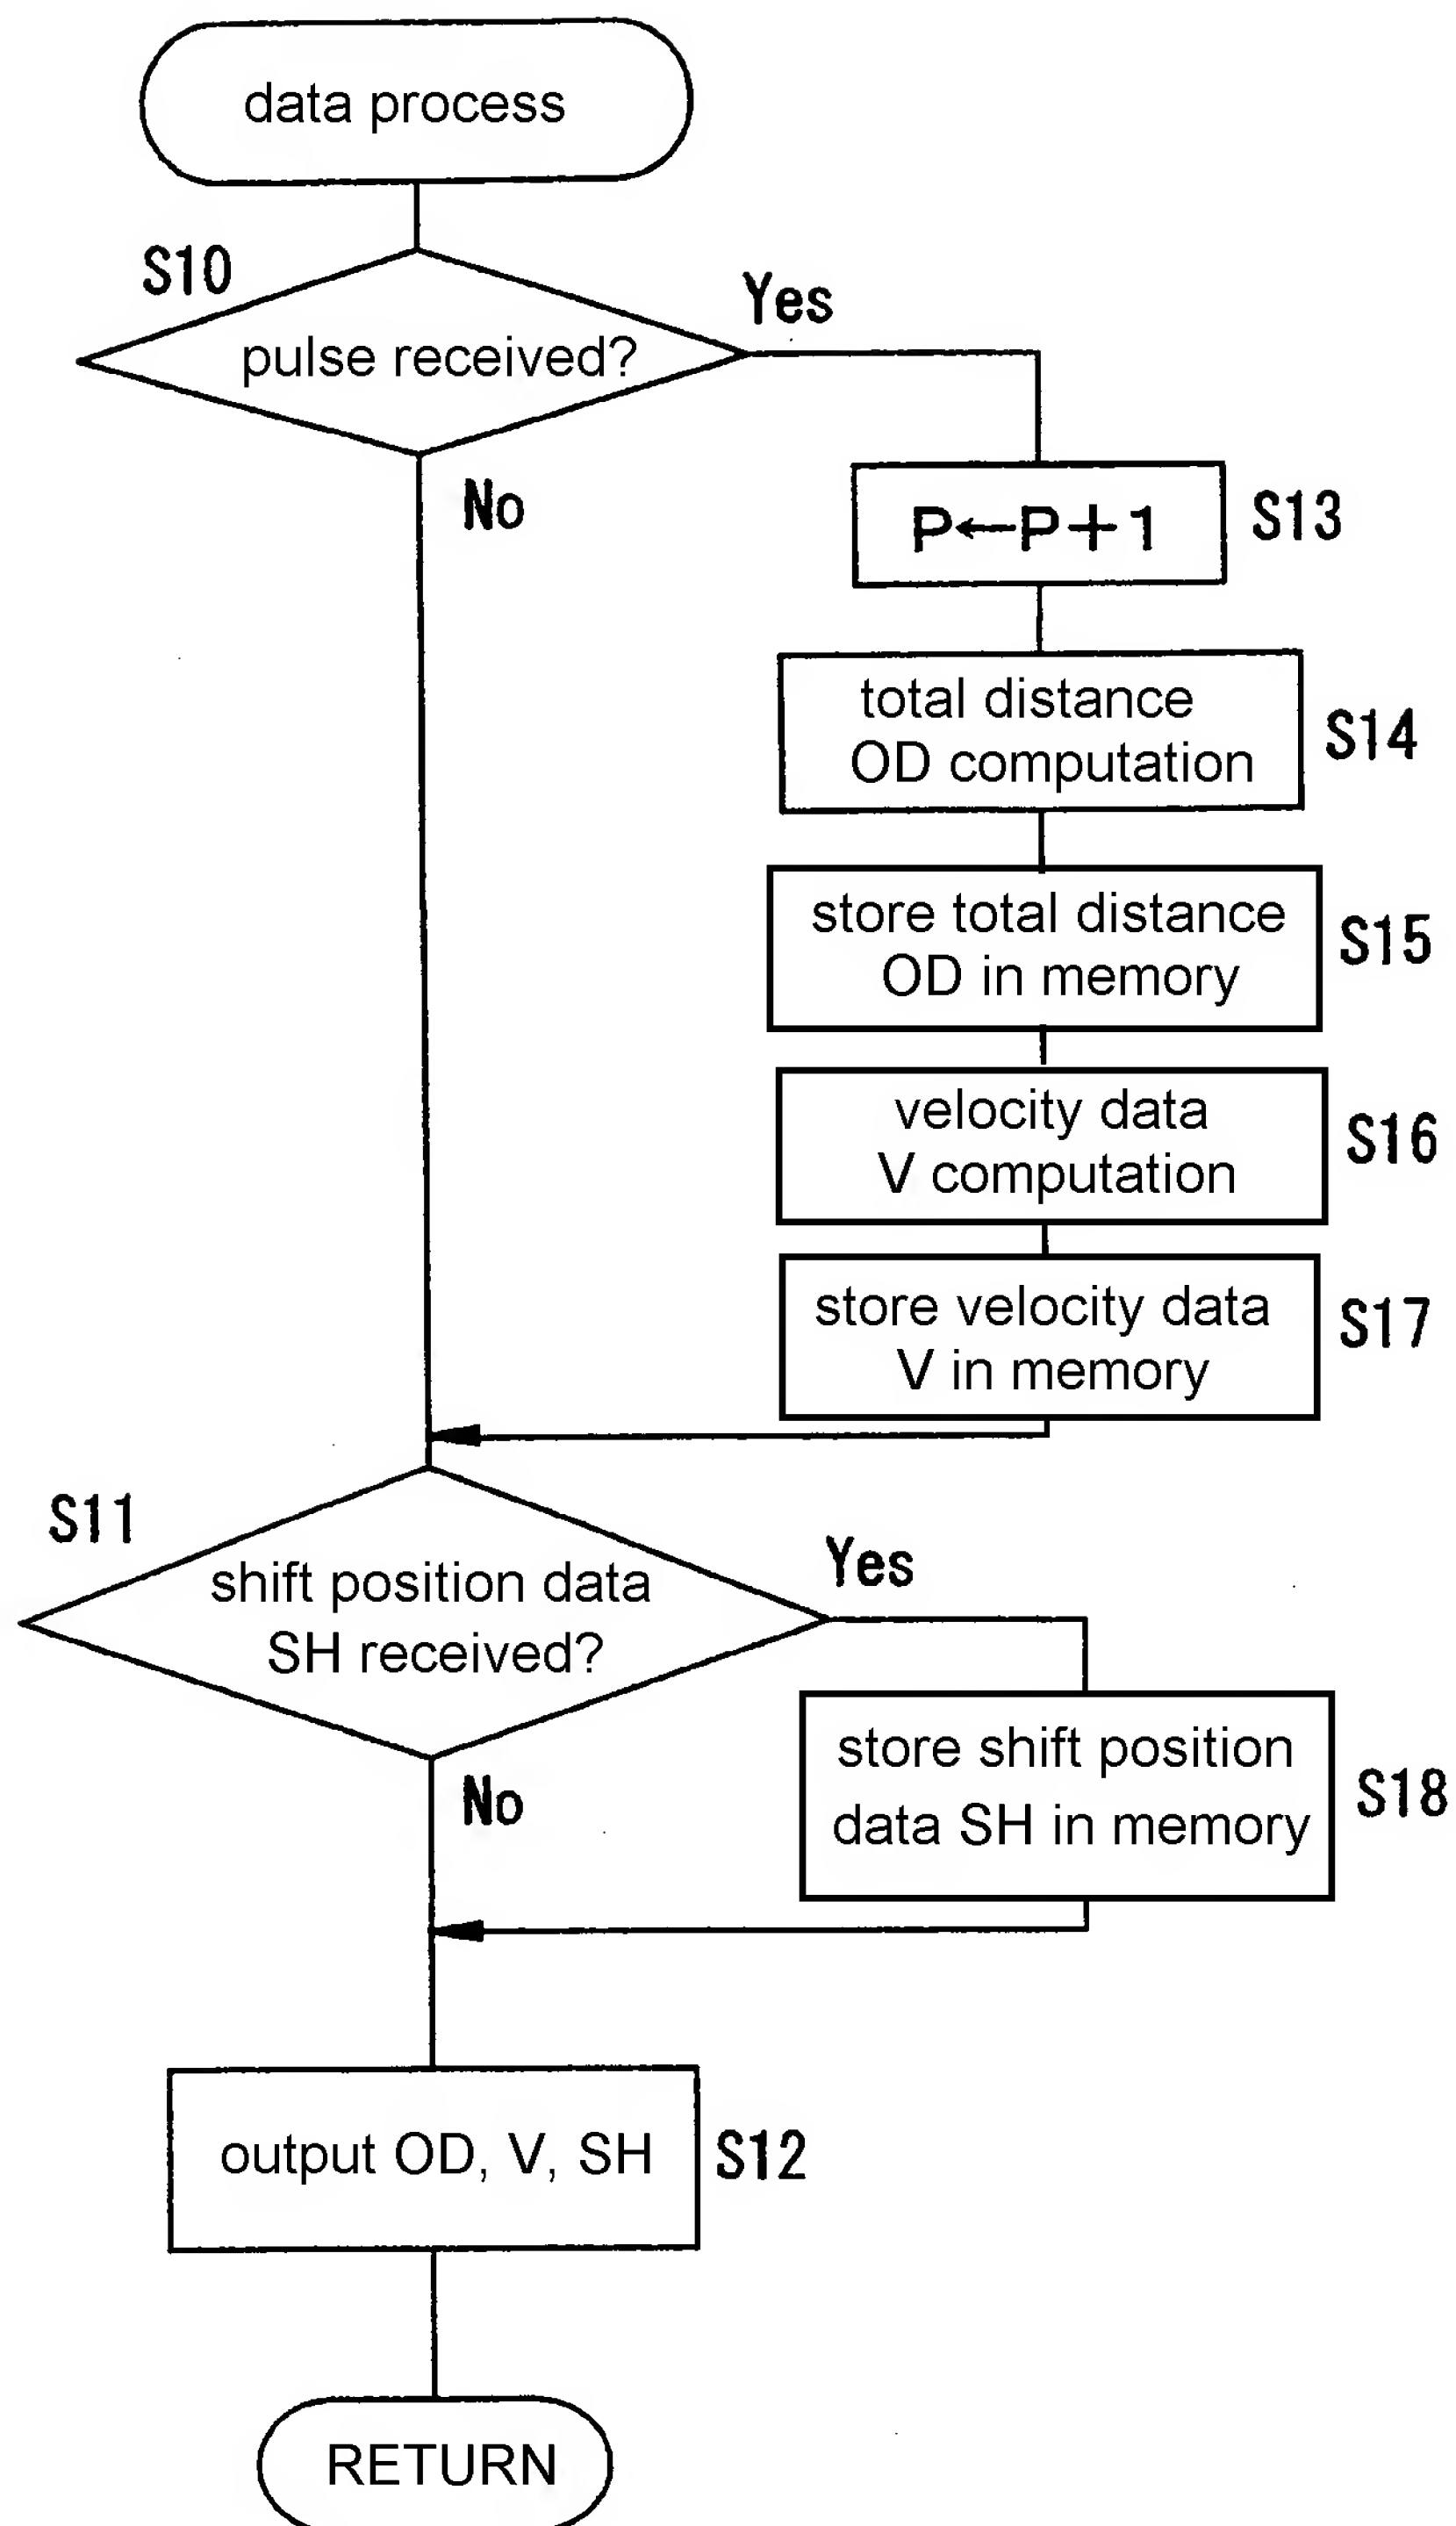 data process
S10
Yes
pulse received?
No
P←P+1
S13
total distance
OD computation
S14
store total distance
OD in memory
S15
velocity data
V computation
S16
store velocity data
V in memory
S17
S11
Yes
shift position data
SH received?
No
store shift position
data SH in memory
S18
output OD, V, SH
S12
RETURN